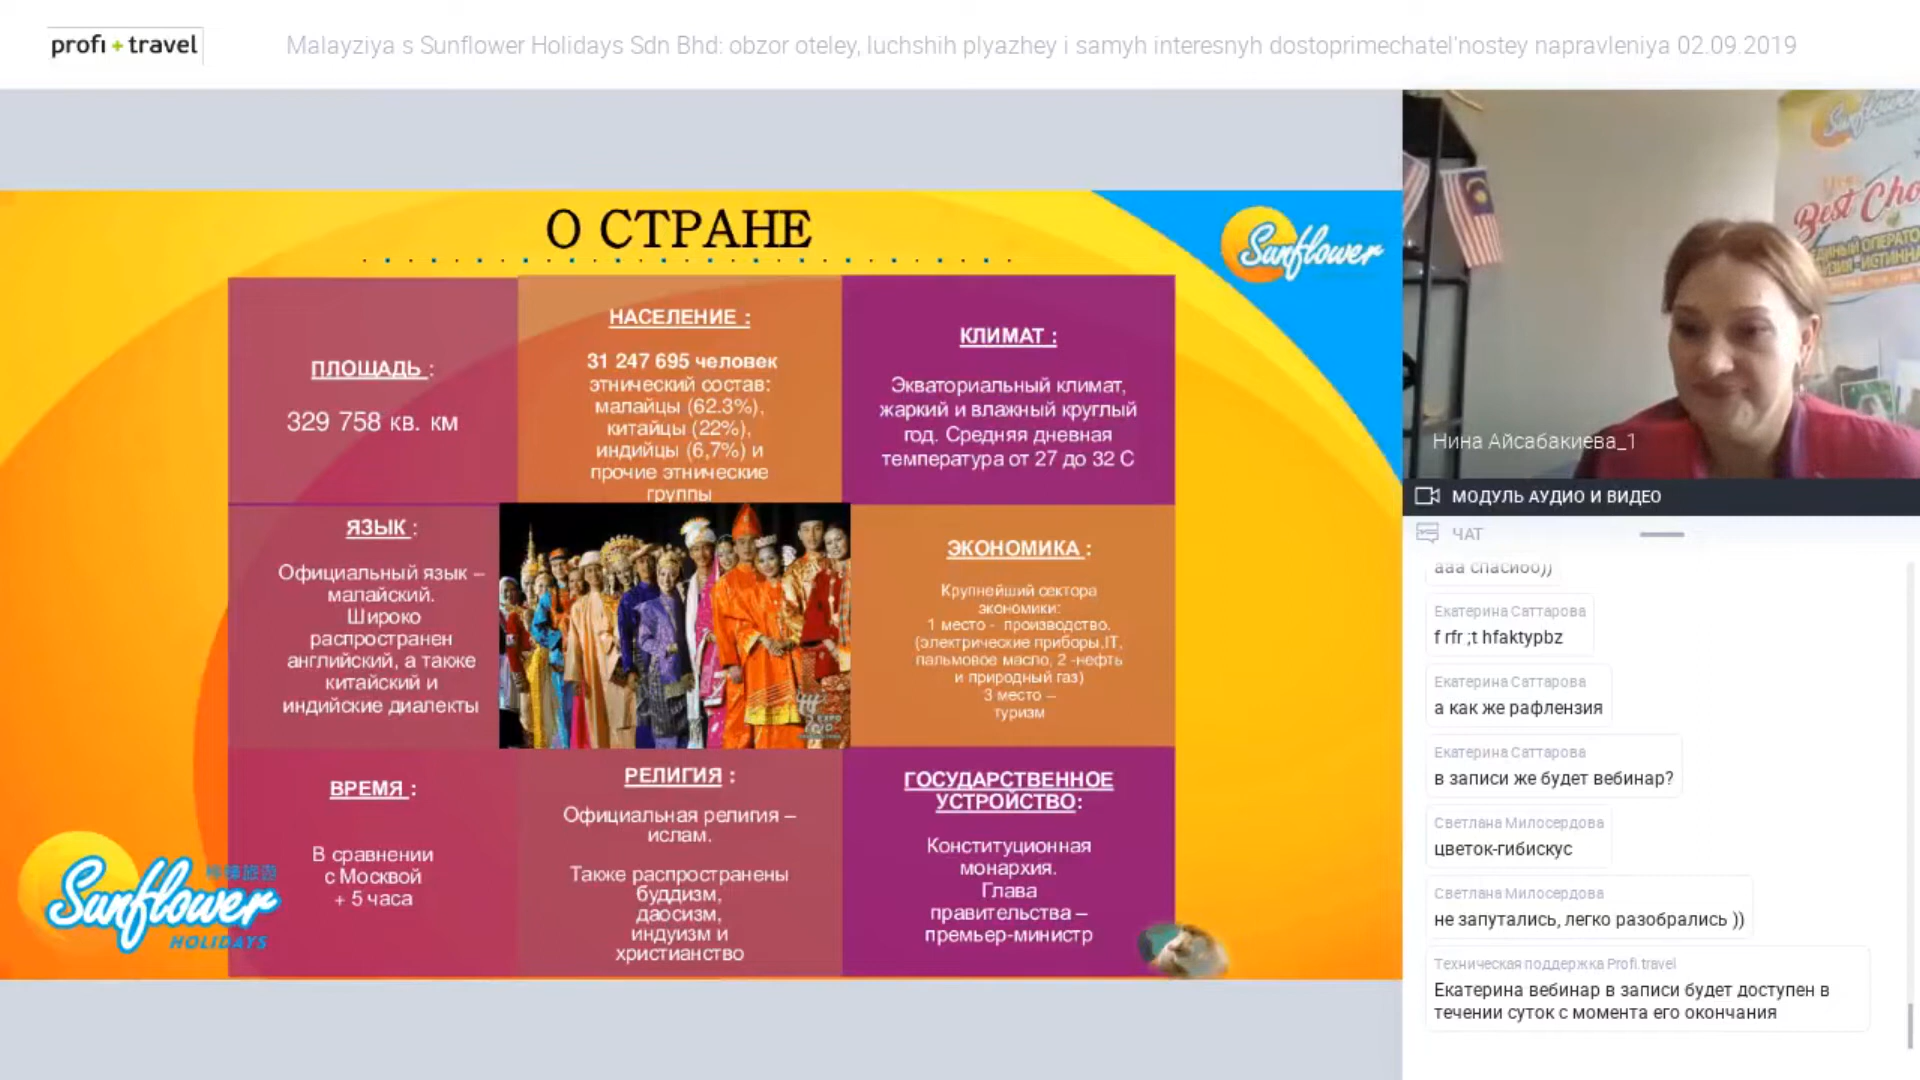 profi + travel
Malayziya s Sunflower Holidays Sdn Bhd: obzor oteley, luchshih plyazhey i samyh interesnyh dostoprimechatel'nostey napravleniya 02.09.2019
О СТРАНЕ
Sunflower
ПЛОЩАДЬ :
329 758 кв. км
НАСЕЛЕНИЕ :
31 247 695 человек
этнический состав:
малайцы (62.3%),
китайцы (22%),
индийцы (6,7%) и
прочие этнические
группы
КЛИМАТ :
Экваториальный климат,
жаркий и влажный круглый
год. Средняя дневная
температура от 27 до 32 С
ЯЗЫК :
Официальный язык –
малайский.
Широко
распространен
английский, а также
китайский и
индийские диалекты
ЭКОНОМИКА :
Крупнейший сектора
экономики:
1 место - производство.
(электрические приборы,IT,
пальмовое масло, 2 -нефть
и природный газ)
3 место –
туризм
ВРЕМЯ :
В сравнении
с Москвой
+ 5 часа
РЕЛИГИЯ :
Официальная религия –
ислам.
Также распространены
буддизм,
даосизм,
индуизм и
христианство
ГОСУДАРСТВЕННОЕ
УСТРОЙСТВО:
Конституционная
монархия.
Глава
правительства –
премьер-министр
Sunflower
HOLIDAYS
Sunflower
Best Cho
ЕДИНЫЙ ОПЕРАТО
Нина Айсабакиева_1
МОДУЛЬ АУДИО И ВИДЕО
ЧАТ
ааа спасибо))
Екатерина Саттарова
f rfr ;t hfaktypbz
Екатерина Саттарова
а как же рафлензия
Екатерина Саттарова
в записи же будет вебинар?
Светлана Милосердова
цветок-гибискус
Светлана Милосердова
не запутались, легко разобрались ))
Техническая поддержка Profi.travel
Екатерина вебинар в записи будет доступен в
течении суток с момента его окончания